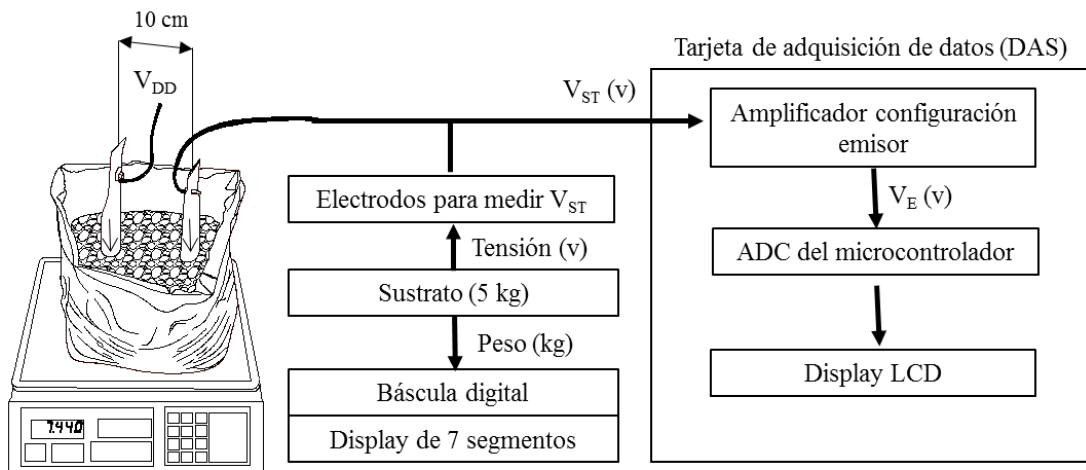 10 cm
V_DD
Tarjeta de adquisición de datos (DAS)
V_ST (v)
Amplificador configuración
emisor
V_E (v)
ADC del microcontrolador
Display LCD
Electrodos para medir V_ST
Tensión (v)
Sustrato (5 kg)
Peso (kg)
Báscula digital
Display de 7 segmentos
7.440